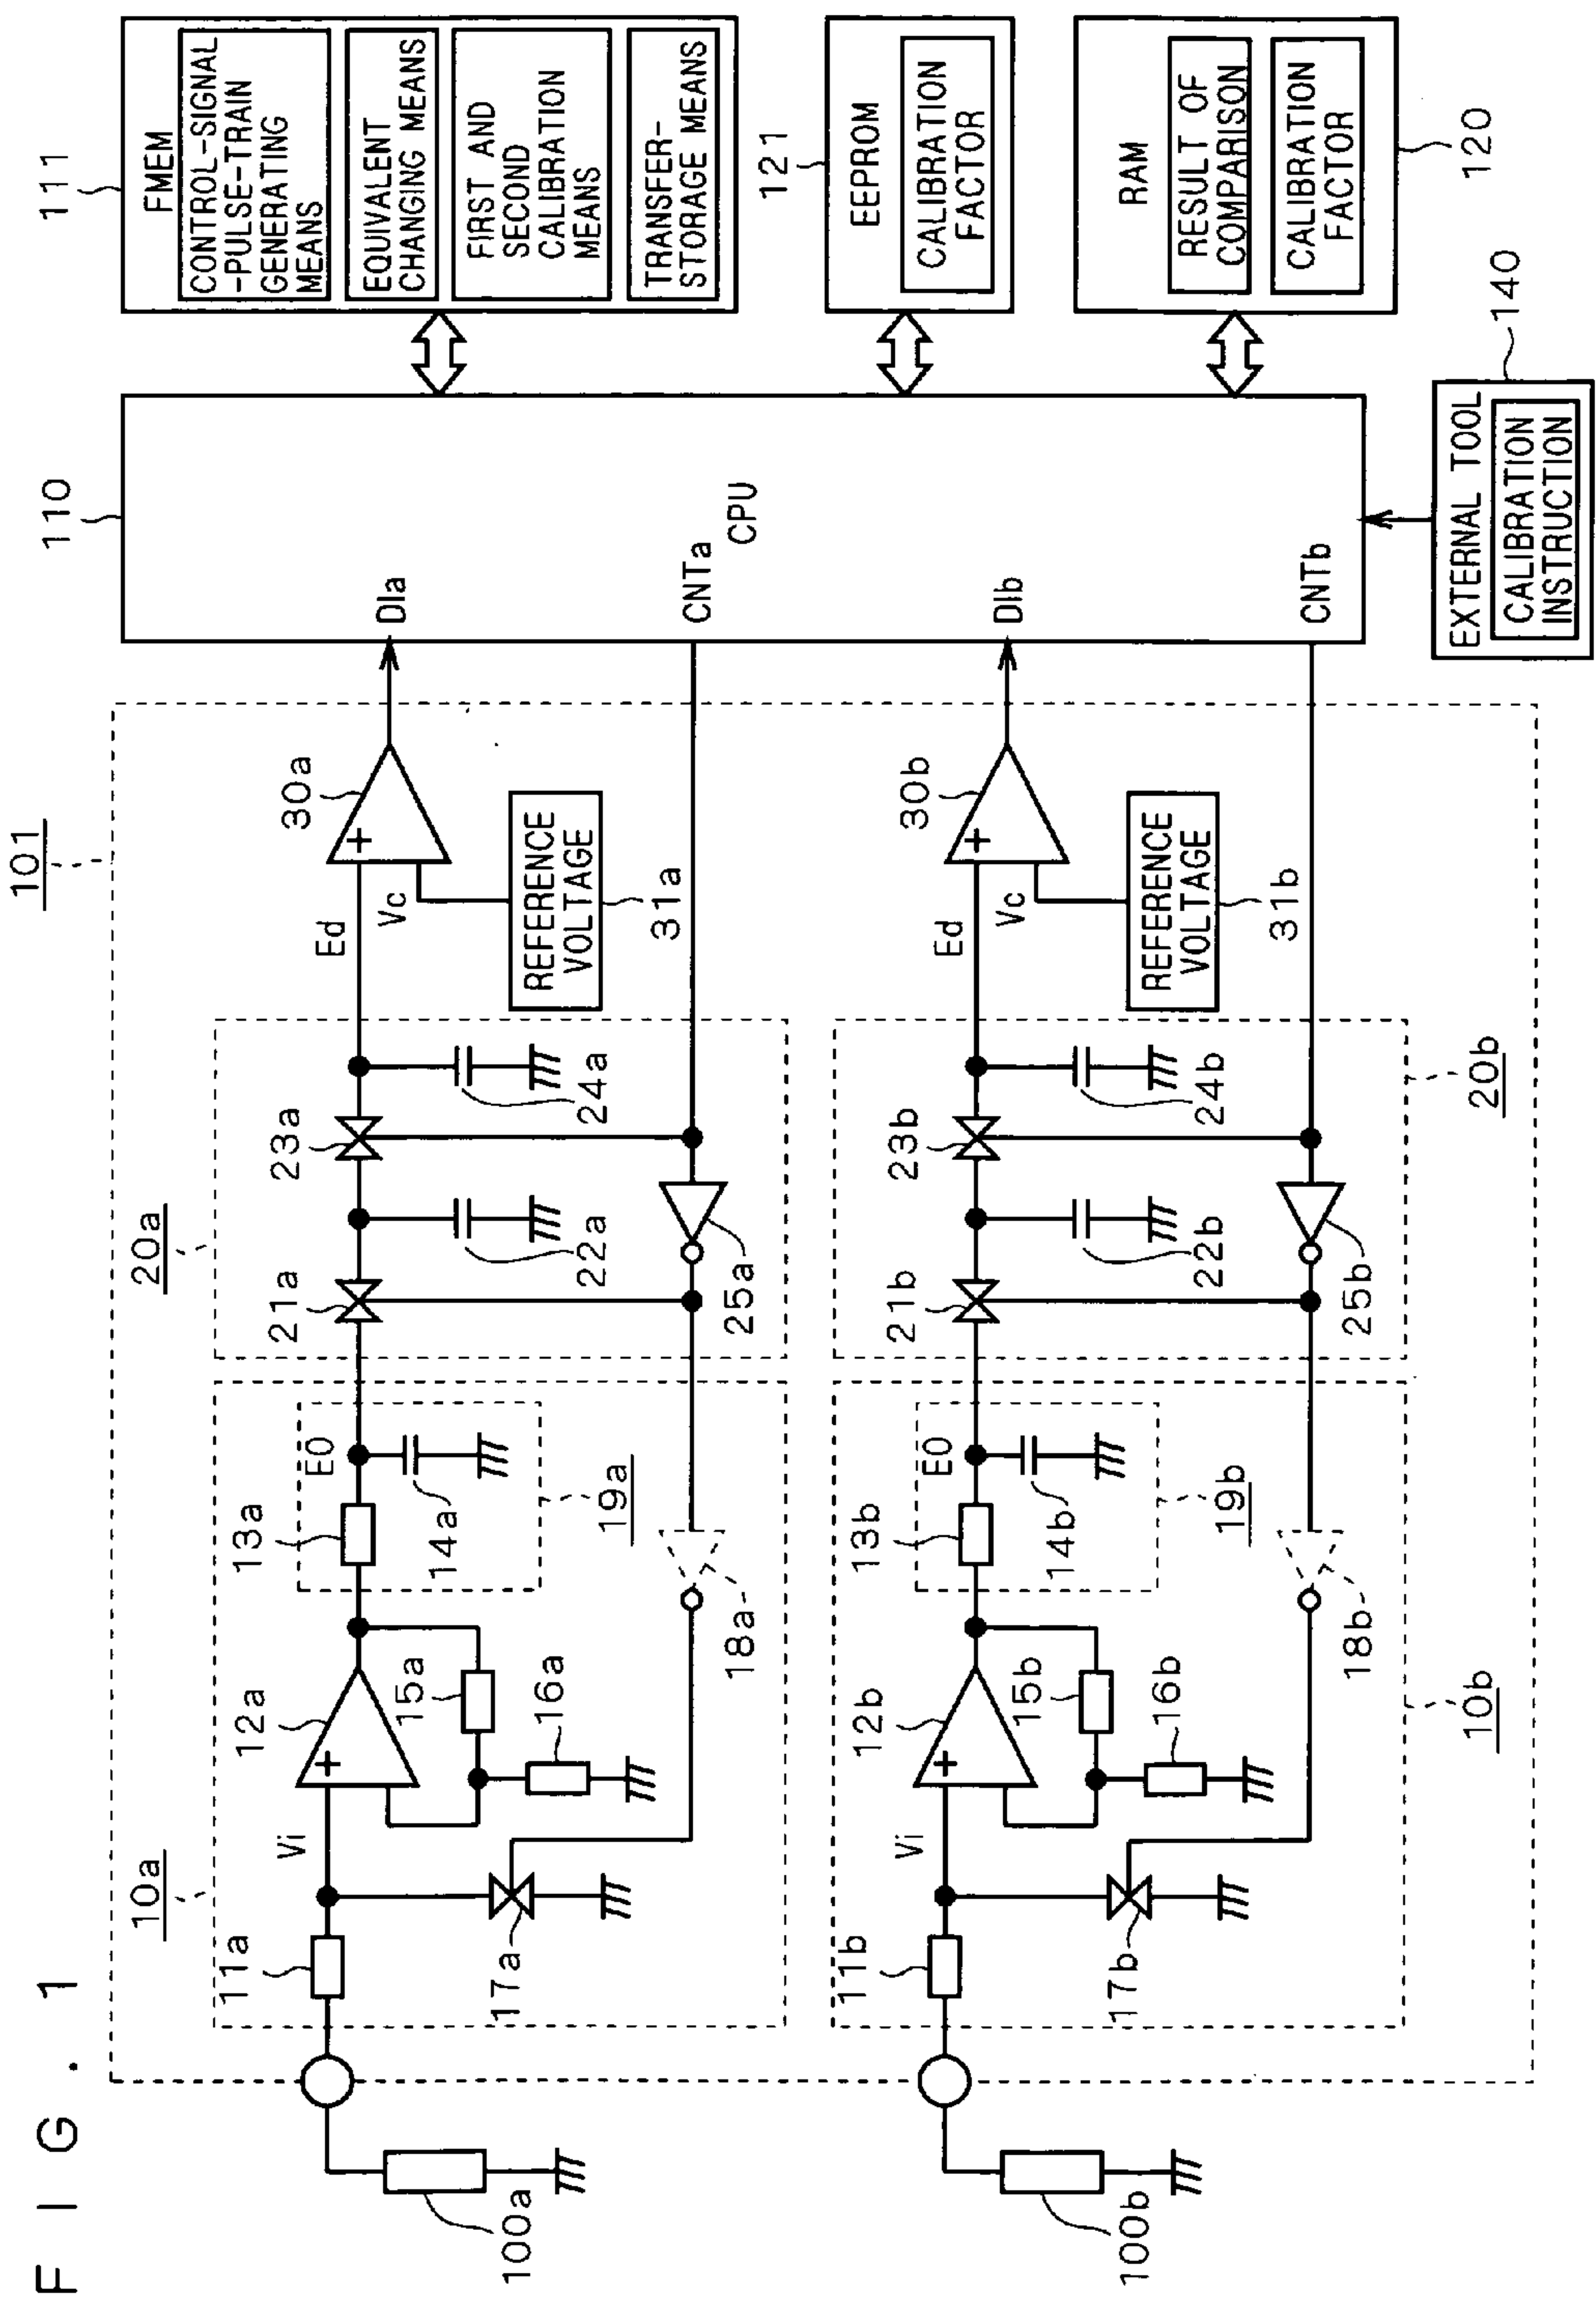 FIG. 1
101
10a
20a
110
111
FMEM
CONTROL-SIGNAL
-PULSE-TRAIN
GENERATING
MEANS
EQUIVALENT
CHANGING MEANS
FIRST AND
SECOND
CALIBRATION
MEANS
TRANSFER-
STORAGE MEANS
100a
11a
Vi
12a
13a
E0
14a
15a
16a
17a
18a
19a
21a
22a
23a
24a
25a
Ed
Vc
30a
REFERENCE
VOLTAGE
31a
DIa
CNTa
CPU
121
EEPROM
CALIBRATION
FACTOR
100b
11b
Vi
12b
13b
E0
14b
15b
16b
17b
18b
19b
10b
21b
22b
23b
24b
25b
20b
Ed
Vc
30b
REFERENCE
VOLTAGE
31b
DIb
CNTb
RAM
RESULT OF
COMPARISON
CALIBRATION
FACTOR
120
140
EXTERNAL TOOL
CALIBRATION
INSTRUCTION